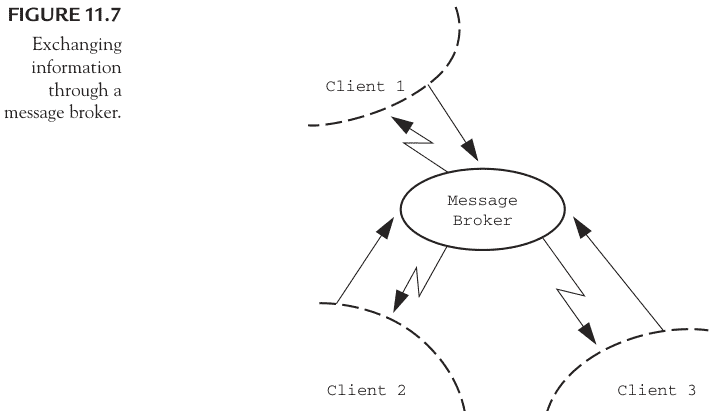 FIGURE 11.7
Exchanging
information
through a
message broker.
Client 1
Message
Broker
Client 2
Client 3